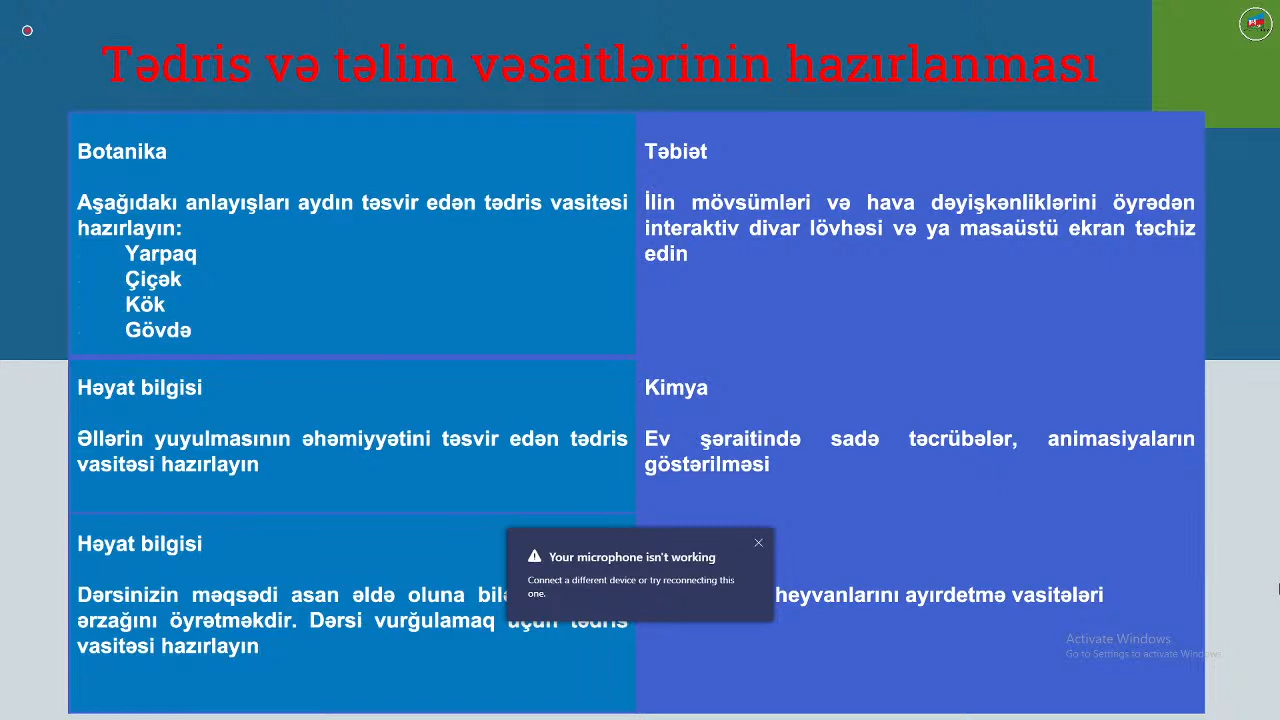 Tədris və təlim vəsaitlərinin hazırlanması
Botanika
Aşağıdakı anlayışları aydın təsvir edən tədris vasitəsi
hazırlayın:
Yarpaq
Çiçək
Kök
Gövdə
Təbiət
İlin mövsümləri və hava dəyişkənliklərini öyrədən
interaktiv divar lövhəsi və ya masaüstü ekran təchiz
edin
Həyat bilgisi
Əllərin yuyulmasının əhəmiyyətini təsvir edən tədris
vasitəsi hazırlayın
Kimya
Ev şəraitində sadə təcrübələr, animasiyaların
göstərilməsi
Həyat bilgisi
Dərsinizin məqsədi asan əldə oluna
ərzağını öyrətməkdir. Dərsi vurğulamaq üçün tədris
vasitəsi hazırlayın
heyvanlarını ayırdetmə vasitələri
Your microphone isn't working
Connect a different device or try reconnecting this
one.
Activate Windows
Go to Settings to activate Windows.